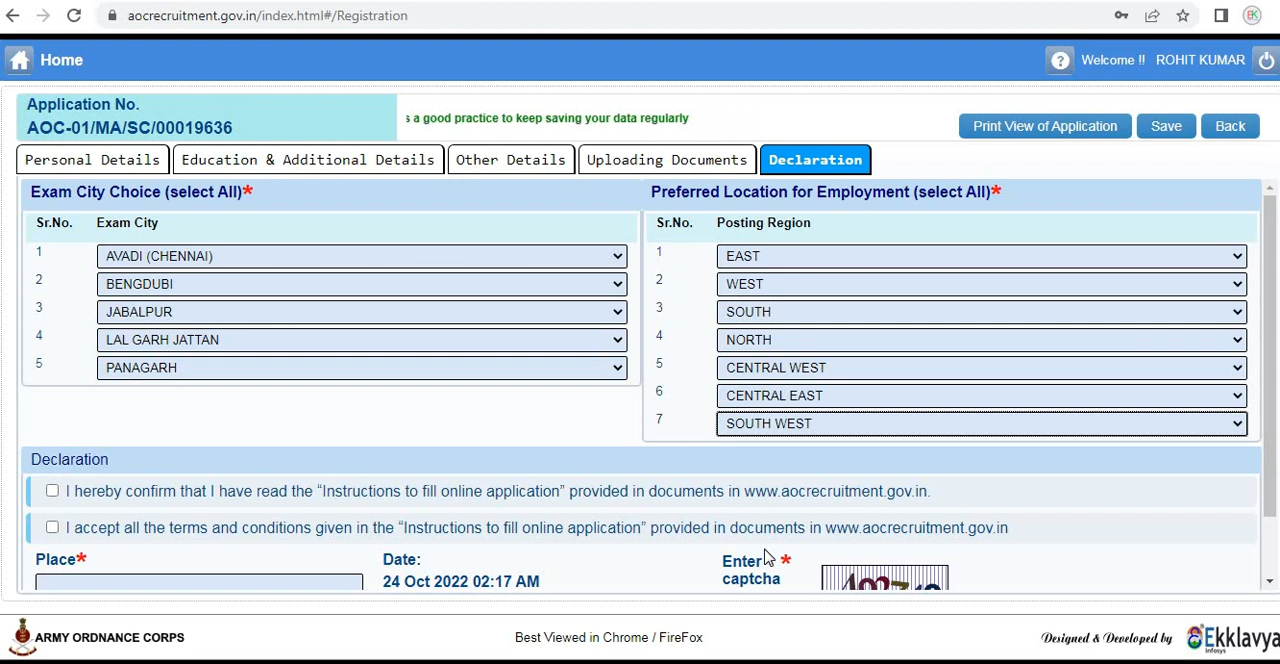 aocrecruitment.gov.in/index.html#/Registration
Home
Welcome !! ROHIT KUMAR
Application No.
AOC-01/MA/SC/00019636
s a good practice to keep saving your data regularly
Print View of Application
Save
Back
Personal Details
Education & Additional Details
Other Details
Uploading Documents
Declaration
Exam City Choice (select All)*
Sr.No. Exam City
1 AVADI (CHENNAI)
2 BENGDUBI
3 JABALPUR
4 LAL GARH JATTAN
5 PANAGARH
Preferred Location for Employment (select All)*
Sr.No. Posting Region
1 EAST
2 WEST
3 SOUTH
4 NORTH
5 CENTRAL WEST
6 CENTRAL EAST
7 SOUTH WEST
Declaration
I hereby confirm that I have read the “Instructions to fill online application” provided in documents in www.aocrecruitment.gov.in.
I accept all the terms and conditions given in the “Instructions to fill online application” provided in documents in www.aocrecruitment.gov.in
Place*
Date:
24 Oct 2022 02:17 AM
Enter *
captcha
ARMY ORDNANCE CORPS
Best Viewed in Chrome / FireFox
Designed & Developed by
Ekklavya
Infosys